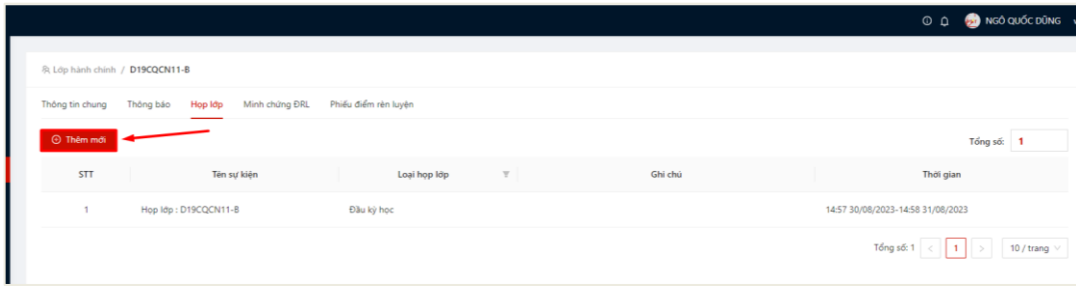 NGÔ QUỐC DŨNG
Lớp hành chính / D19CQCN11-B
Thông tin chung Thông báo Họp lớp Minh chứng ĐRL Phiếu điểm rèn luyện
Thêm mới Tổng số: 1
STT Tên sự kiện Loại họp lớp Ghi chú Thời gian
1 Họp lớp : D19CQCN11-B Đầu kỳ học 14:57 30/08/2023-14:58 31/08/2023
Tổng số: 1 < 1 > 10 / trang